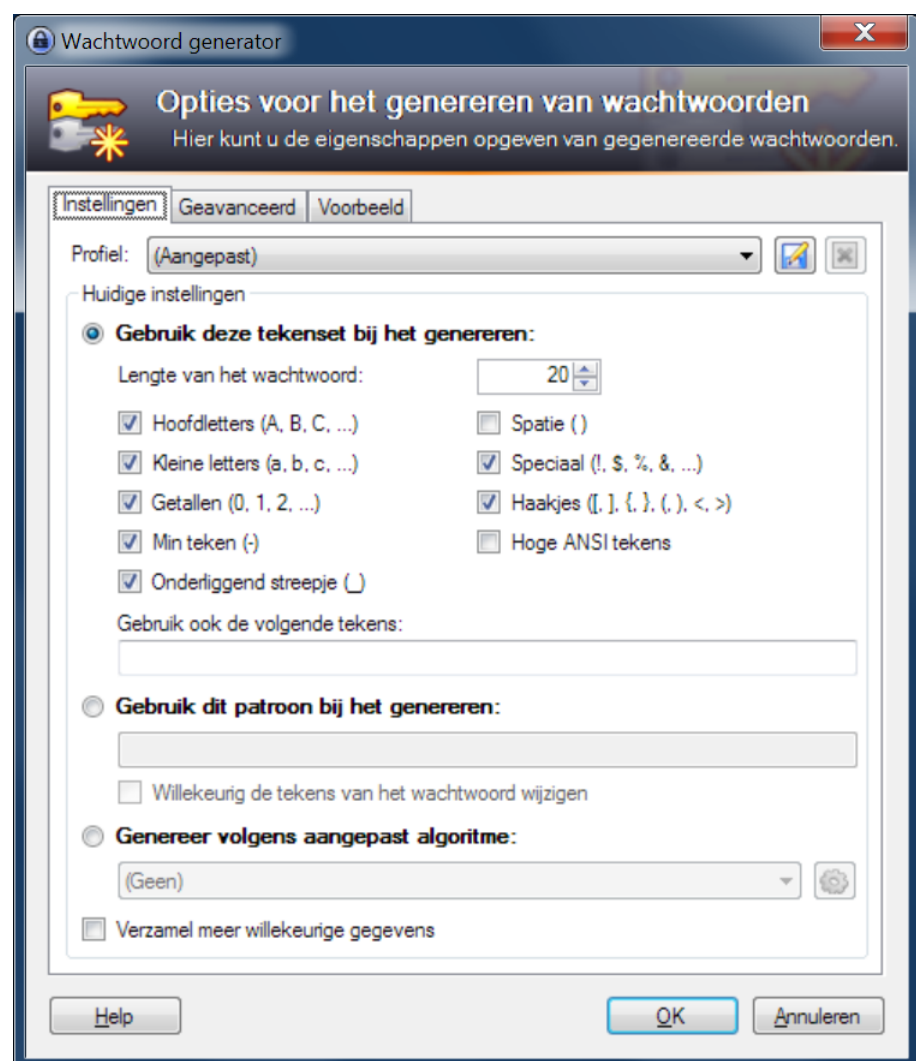 Wachtwoord generator
Opties voor het genereren van wachtwoorden
Hier kunt u de eigenschappen opgeven van gegenereerde wachtwoorden.
Instellingen Geavanceerd Voorbeeld
Profiel: (Aangepast)
Huidige instellingen
Gebruik deze tekenset bij het genereren:
Lengte van het wachtwoord: 20
Hoofdletters (A, B, C, ...) Spatie ( )
Kleine letters (a, b, c, ...) Speciaal (!, $, %, &, ...)
Getallen (0, 1, 2, ...) Haakjes ([, ], {, }, (, ), <, >)
Min teken (-) Hoge ANSI tekens
Onderliggend streepje (_)
Gebruik ook de volgende tekens:
Gebruik dit patroon bij het genereren:
Willekeurig de tekens van het wachtwoord wijzigen
Genereer volgens aangepast algoritme:
(Geen)
Verzamel meer willekeurige gegevens
Help OK Annuleren